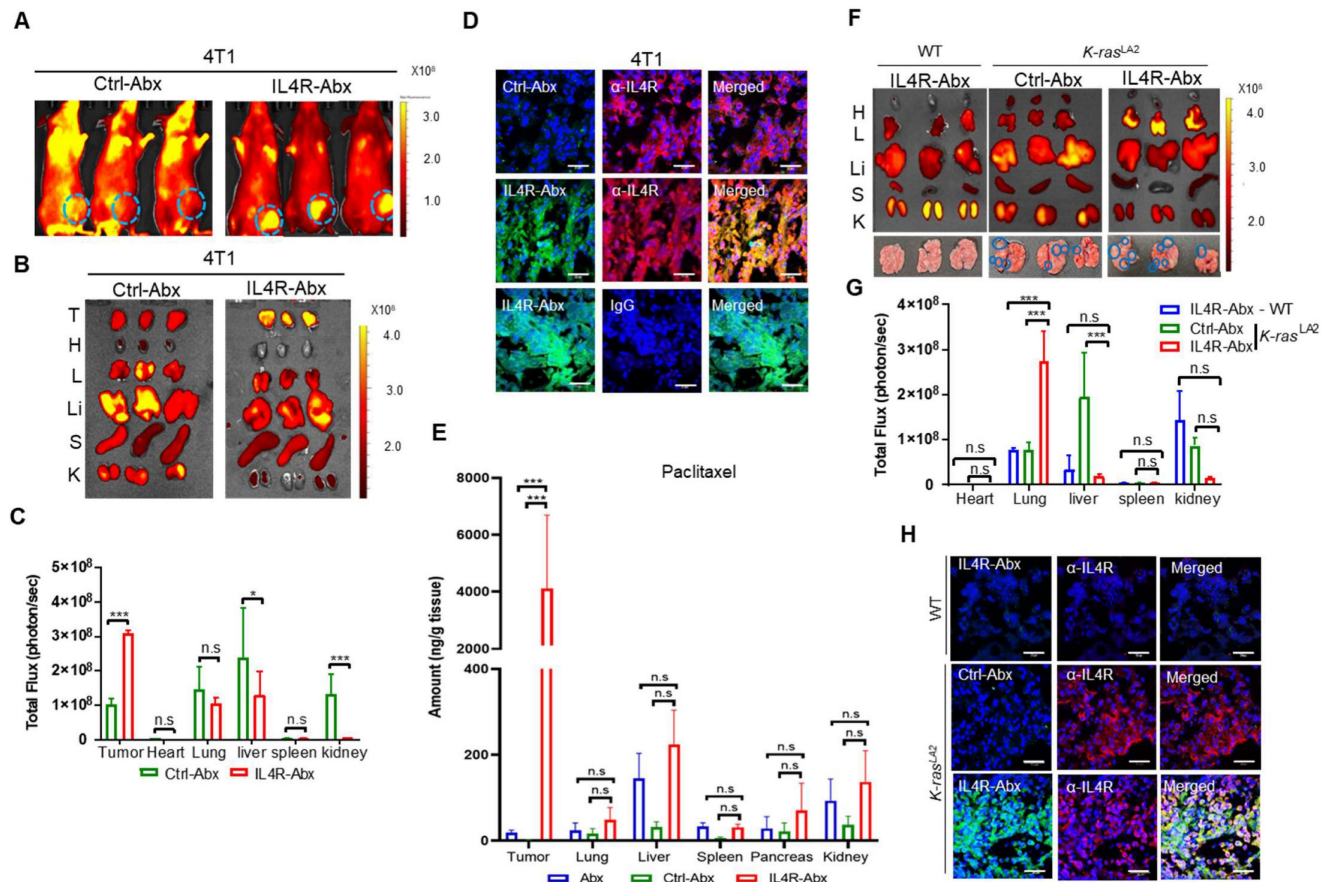 A
4T1
Ctrl-Abx IL4R-Abx
X10⁸
3.0
2.0
1.0
B
4T1
Ctrl-Abx IL4R-Abx
X10⁸
T
H
L
Li
S
K
4.0
3.0
2.0
C
Total Flux (photon/sec)
5×10⁸
4×10⁸
3×10⁸
2×10⁸
1×10⁸
0
*** n.s n.s * n.s ***
Tumor Heart Lung liver spleen kidney
Ctrl-Abx IL4R-Abx
D
4T1
Ctrl-Abx α-IL4R Merged
IL4R-Abx α-IL4R Merged
IL4R-Abx IgG Merged
E
Paclitaxel
Amount (ng/g tissue)
8000
6000
4000
2000
400
200
0
***
***
n.s
n.s
n.s
n.s
n.s
n.s
n.s
n.s
n.s
n.s
Tumor Lung Liver Spleen Pancreas Kidney
Abx Ctrl-Abx IL4R-Abx
F
WT K-ras^LA2
IL4R-Abx Ctrl-Abx IL4R-Abx
X10⁸
H
L
Li
S
K
4.0
3.0
2.0
G
Total Flux (photon/sec)
4×10⁸
3×10⁸
2×10⁸
1×10⁸
0
n.s
n.s
***
***
n.s
***
n.s
n.s
n.s
n.s
Heart Lung liver spleen kidney
IL4R-Abx - WT
Ctrl-Abx
IL4R-Abx
K-ras^LA2
H
WT
IL4R-Abx α-IL4R Merged
K-ras^LA2
Ctrl-Abx α-IL4R Merged
IL4R-Abx α-IL4R Merged